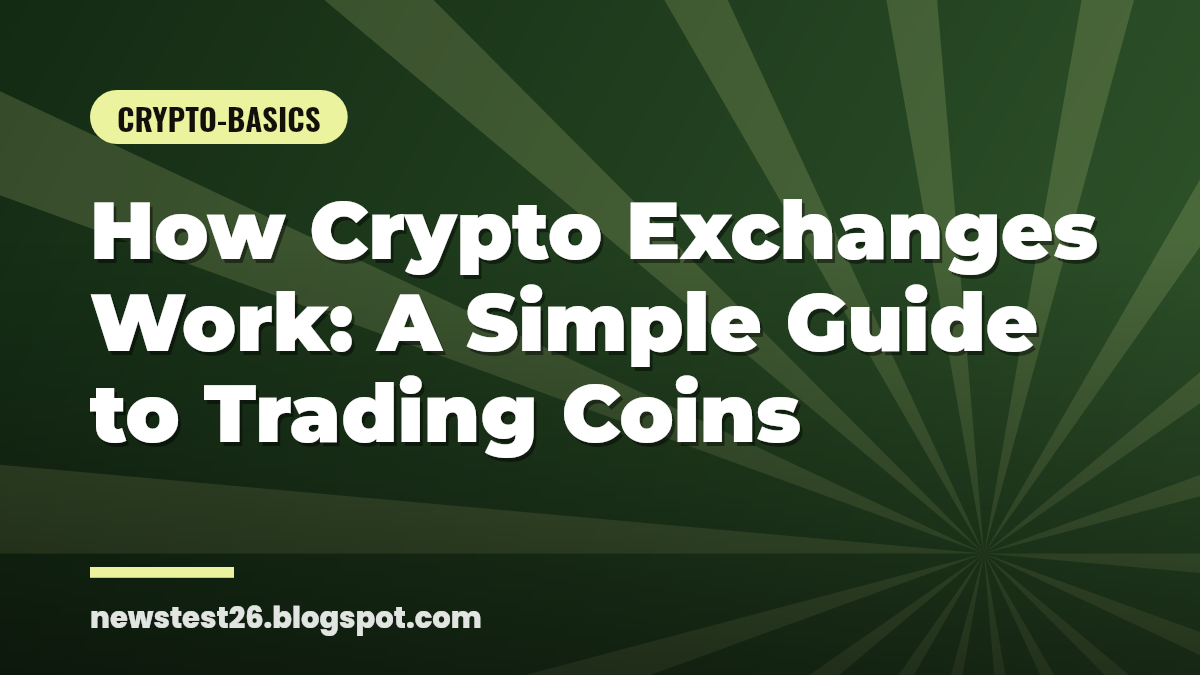 CRYPTO-BASICS
How Crypto Exchanges
Work: A Simple Guide
to Trading Coins
newstest26.blogspot.com